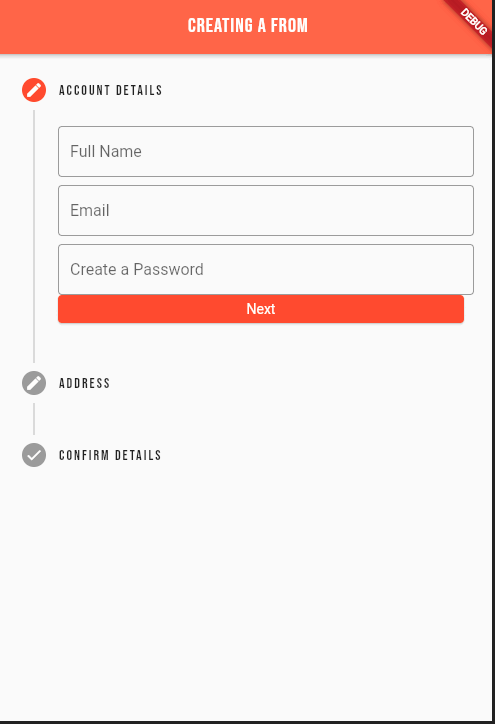 CREATING A FROM
DEBUG
ACCOUNT DETAILS
Full Name
Email
Create a Password
Next
ADDRESS
CONFIRM DETAILS